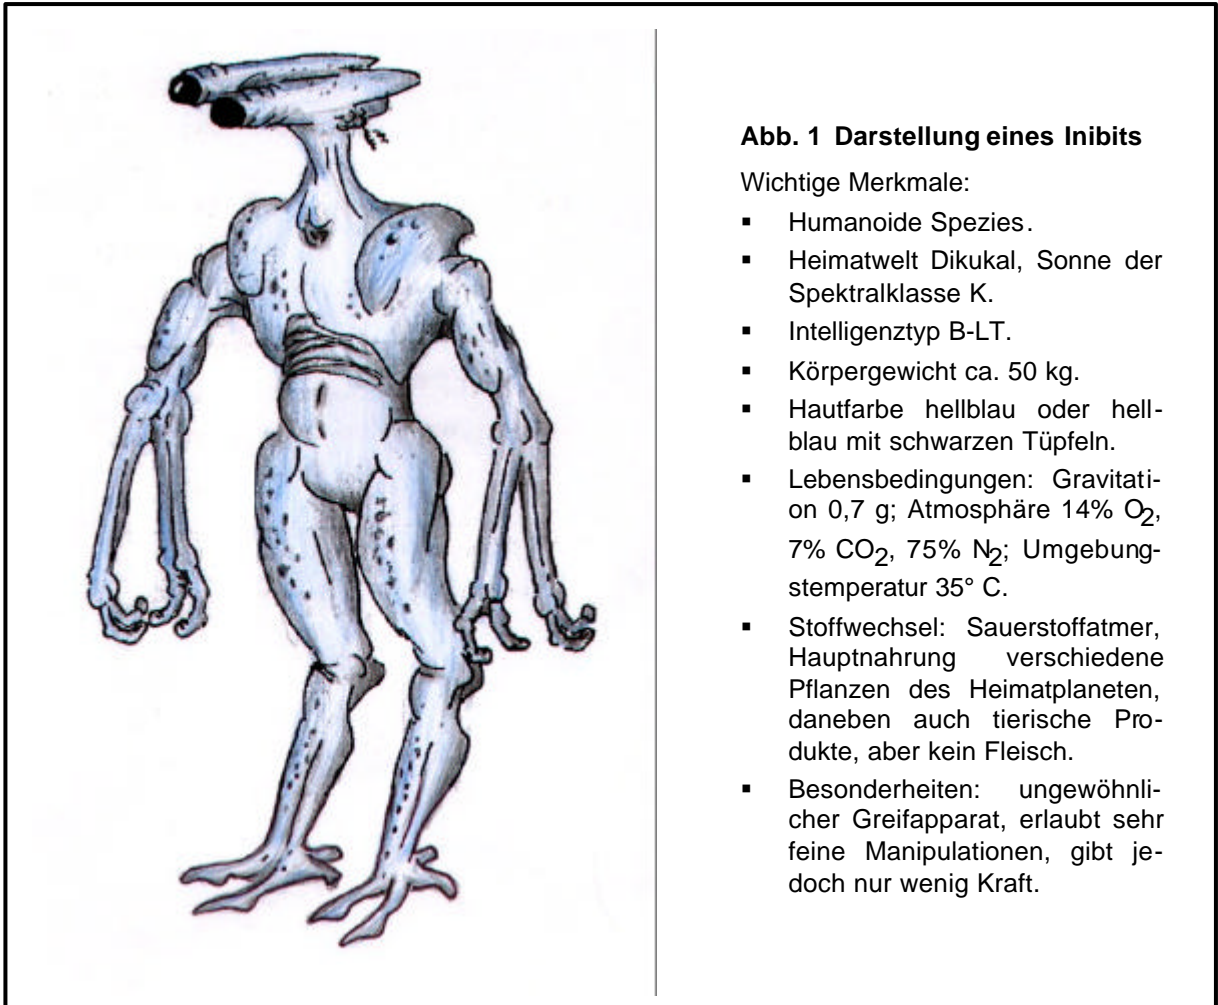 Abb. 1 Darstellung eines Inibits
Wichtige Merkmale:
▪ Humanoide Spezies.
▪ Heimatwelt Dikukal, Sonne der
Spektralklasse K.
▪ Intelligenztyp B-LT.
▪ Körpergewicht ca. 50 kg.
▪ Hautfarbe hellblau oder hell-
blau mit schwarzen Tüpfeln.
▪ Lebensbedingungen: Gravitati-
on 0,7 g; Atmosphäre 14% O2,
7% CO2, 75% N2; Umgebung-
stemperatur 35° C.
▪ Stoffwechsel: Sauerstoffatmer,
Hauptnahrung verschiedene
Pflanzen des Heimatplaneten,
daneben auch tierische Pro-
dukte, aber kein Fleisch.
▪ Besonderheiten: ungewöhnli-
cher Greifapparat, erlaubt sehr
feine Manipulationen, gibt je-
doch nur wenig Kraft.